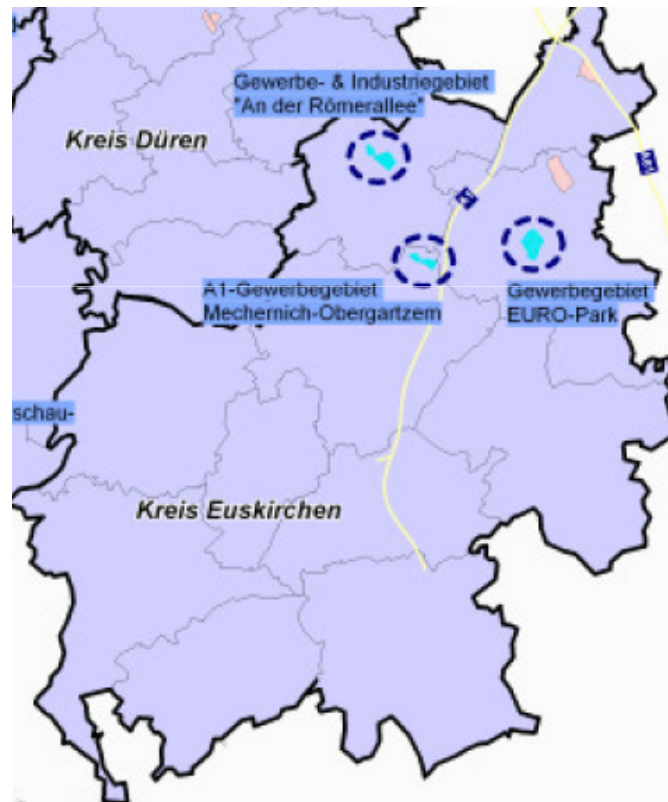 Gewerbe- & Industriegebiet
"An der Römerallee"
Kreis Düren
A1-Gewerbegebiet
Mechernich-Obergartzem
Gewerbegebiet
EURO-Park
schau-
Kreis Euskirchen